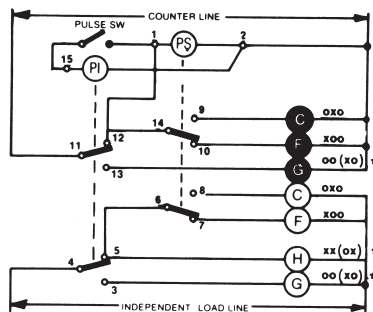 COUNTER LINE
PULSE SW
1 PS 2
15 PI
9 C OXO
14
12 10 F XOO
11
13 G OO(XO)
8 C OXO
6
7 F XOO
5 H XX(OX)
4
3 G OO(XO)
INDEPENDENT LOAD LINE